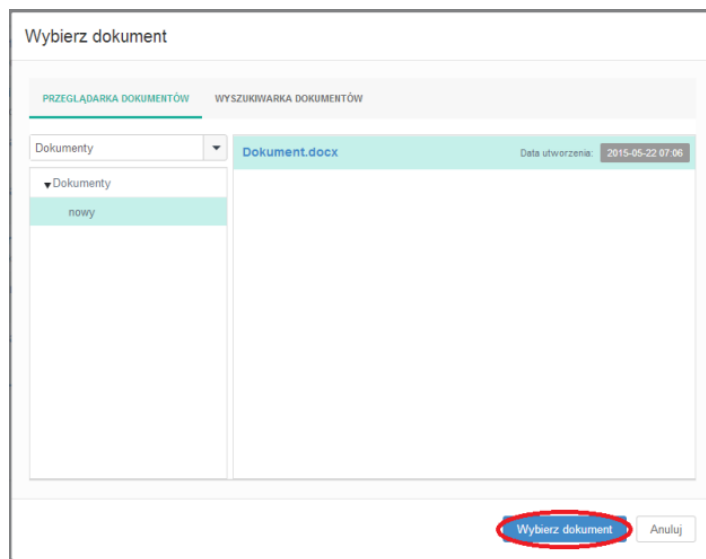 Wybierz dokument
PRZEGLĄDARKA DOKUMENTÓW WYSZUKIWARKA DOKUMENTÓW
Dokumenty
Dokument.docx Data utworzenia: 2015-05-22 07:06
Dokumenty
nowy
Wybierz dokument Anuluj